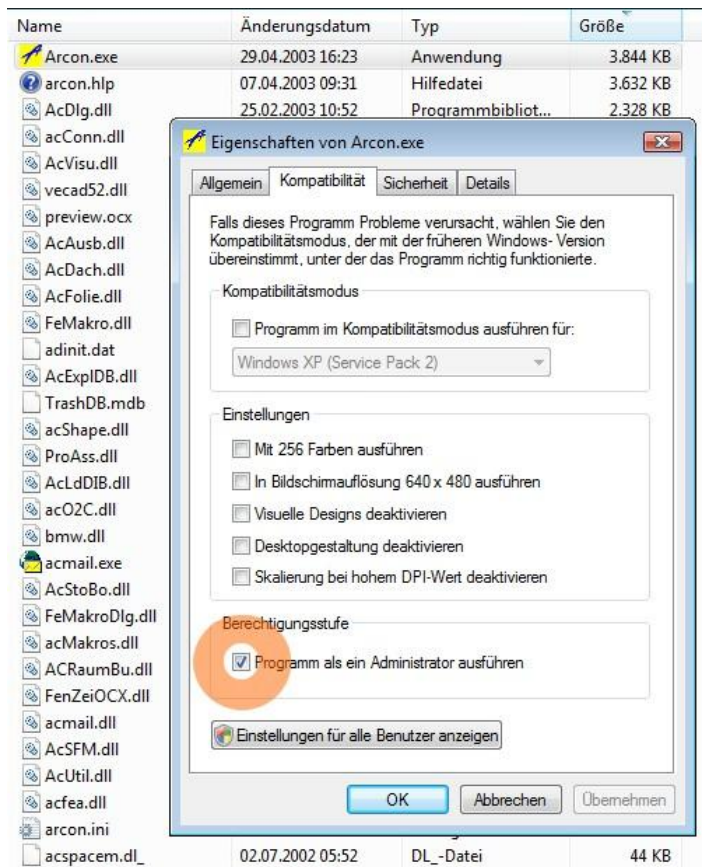 Name Änderungsdatum Typ Größe
Arcon.exe 29.04.2003 16:23 Anwendung 3.844 KB
arcon.hlp 07.04.2003 09:31 Hilfedatei 3.632 KB
AcDlg.dll 25.02.2003 10:52 Programmbibliot... 2.328 KB
acConn.dll
AcVisu.dll
vecad52.dll
preview.ocx
AcAusb.dll
AcDach.dll
AcFolie.dll
FeMakro.dll
adinit.dat
AcExplDB.dll
TrashDB.mdb
acShape.dll
ProAss.dll
AcLdDIB.dll
acO2C.dll
bmw.dll
acmail.exe
AcStoBo.dll
FeMakroDlg.dll
acMakros.dll
ACRaumBu.dll
FenZeiOCX.dll
acmail.dll
AcSFM.dll
AcUtil.dll
acfea.dll
arcon.ini
acspacem.dl_ 02.07.2002 05:52 DL_-Datei 44 KB
Eigenschaften von Arcon.exe
Allgemein Kompatibilität Sicherheit Details
Falls dieses Programm Probleme verursacht, wählen Sie den
Kompatibilitätsmodus, der mit der früheren Windows- Version
übereinstimmt, unter der das Programm richtig funktionierte.
Kompatibilitätsmodus
Programm im Kompatibilitätsmodus ausführen für:
Windows XP (Service Pack 2)
Einstellungen
Mit 256 Farben ausführen
In Bildschirmauflösung 640 x 480 ausführen
Visuelle Designs deaktivieren
Desktopgestaltung deaktivieren
Skalierung bei hohem DPI-Wert deaktivieren
Berechtigungsstufe
Programm als ein Administrator ausführen
Einstellungen für alle Benutzer anzeigen
OK Abbrechen Übernehmen